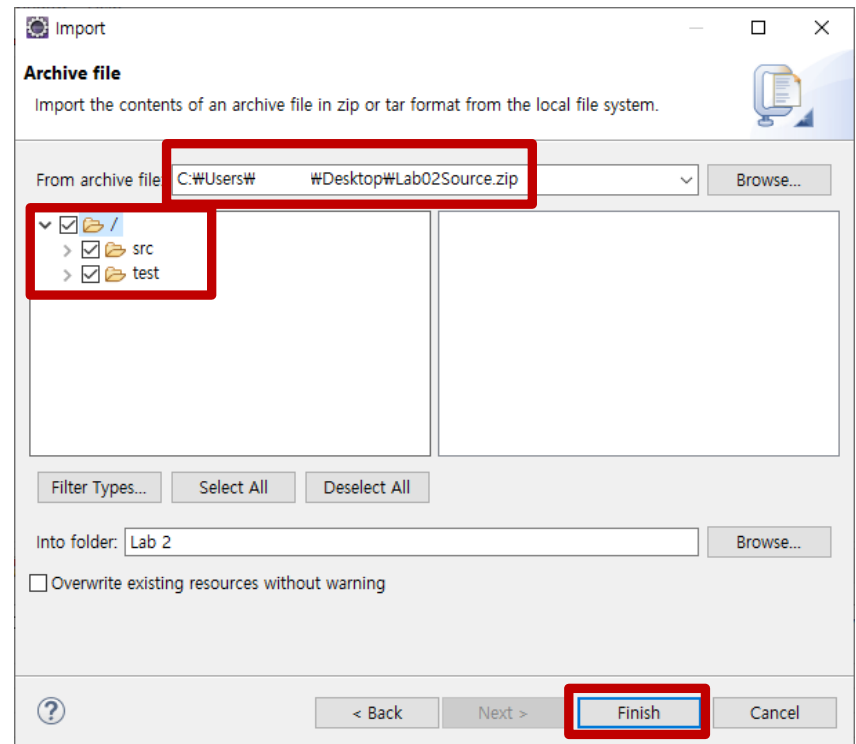 Import
Archive file
Import the contents of an archive file in zip or tar format from the local file system.
From archive file: C:₩Users₩ ₩Desktop₩Lab02Source.zip Browse...
/
src
test
Filter Types... Select All Deselect All
Into folder: Lab 2 Browse...
Overwrite existing resources without warning
? < Back Next > Finish Cancel